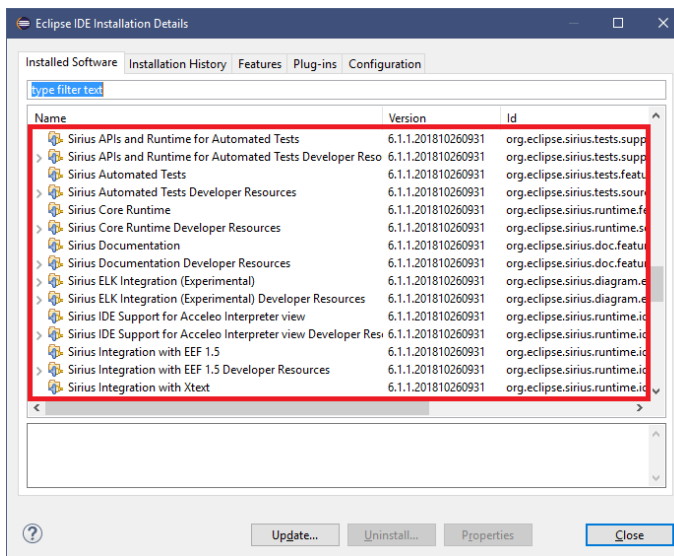 Eclipse IDE Installation Details
Installed Software Installation History Features Plug-ins Configuration
type filter text
Name Version Id
Sirius APIs and Runtime for Automated Tests 6.1.1.201810260931 org.eclipse.sirius.tests.supp
Sirius APIs and Runtime for Automated Tests Developer Reso 6.1.1.201810260931 org.eclipse.sirius.tests.supp
Sirius Automated Tests 6.1.1.201810260931 org.eclipse.sirius.tests.featu
Sirius Automated Tests Developer Resources 6.1.1.201810260931 org.eclipse.sirius.tests.sour
Sirius Core Runtime 6.1.1.201810260931 org.eclipse.sirius.runtime.fe
Sirius Core Runtime Developer Resources 6.1.1.201810260931 org.eclipse.sirius.runtime.so
Sirius Documentation 6.1.1.201810260931 org.eclipse.sirius.doc.featur
Sirius Documentation Developer Resources 6.1.1.201810260931 org.eclipse.sirius.doc.featur
Sirius ELK Integration (Experimental) 6.1.1.201810260931 org.eclipse.sirius.diagram.e
Sirius ELK Integration (Experimental) Developer Resources 6.1.1.201810260931 org.eclipse.sirius.diagram.e
Sirius IDE Support for Acceleo Interpreter view 6.1.1.201810260931 org.eclipse.sirius.runtime.ic
Sirius IDE Support for Acceleo Interpreter view Developer Res 6.1.1.201810260931 org.eclipse.sirius.runtime.ic
Sirius Integration with EEF 1.5 6.1.1.201810260931 org.eclipse.sirius.runtime.ic
Sirius Integration with EEF 1.5 Developer Resources 6.1.1.201810260931 org.eclipse.sirius.runtime.ic
Sirius Integration with Xtext 6.1.1.201810260931 org.eclipse.sirius.runtime.ic
Update... Uninstall... Properties Close